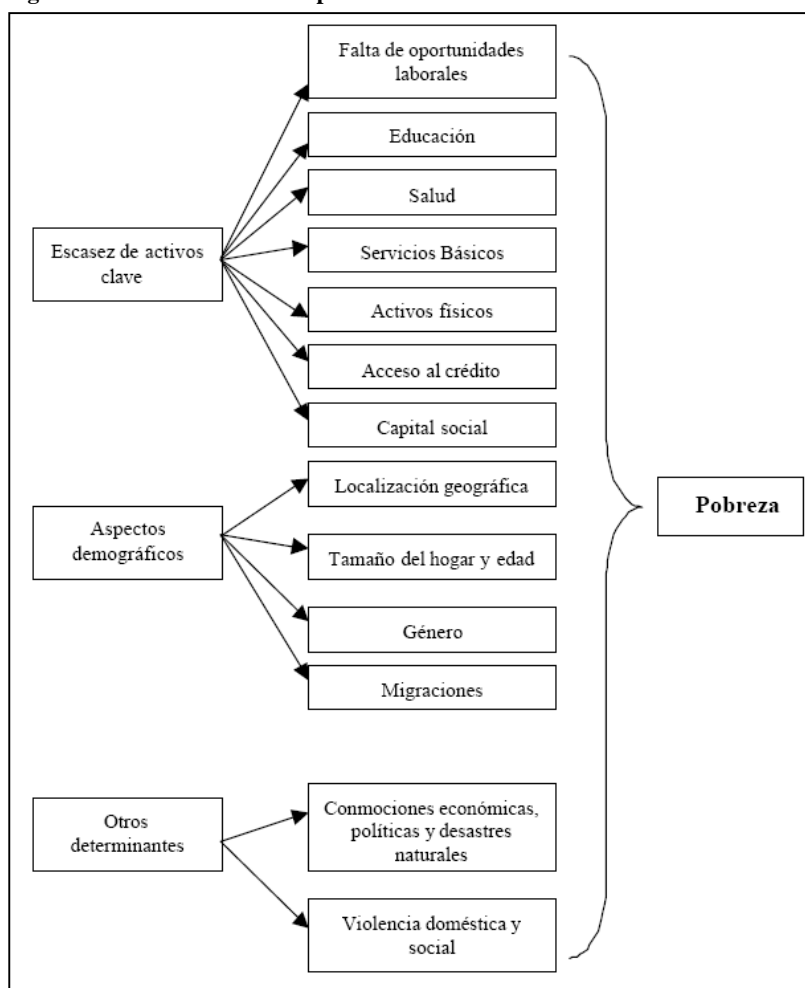 Falta de oportunidades
laborales
Educación
Salud
Escasez de activos
clave
Servicios Básicos
Activos físicos
Acceso al crédito
Capital social
Localización geográfica
Aspectos
demográficos
Tamaño del hogar y edad
Género
Migraciones
Pobreza
Otros
determinantes
Conmociones económicas,
políticas y desastres
naturales
Violencia doméstica y
social